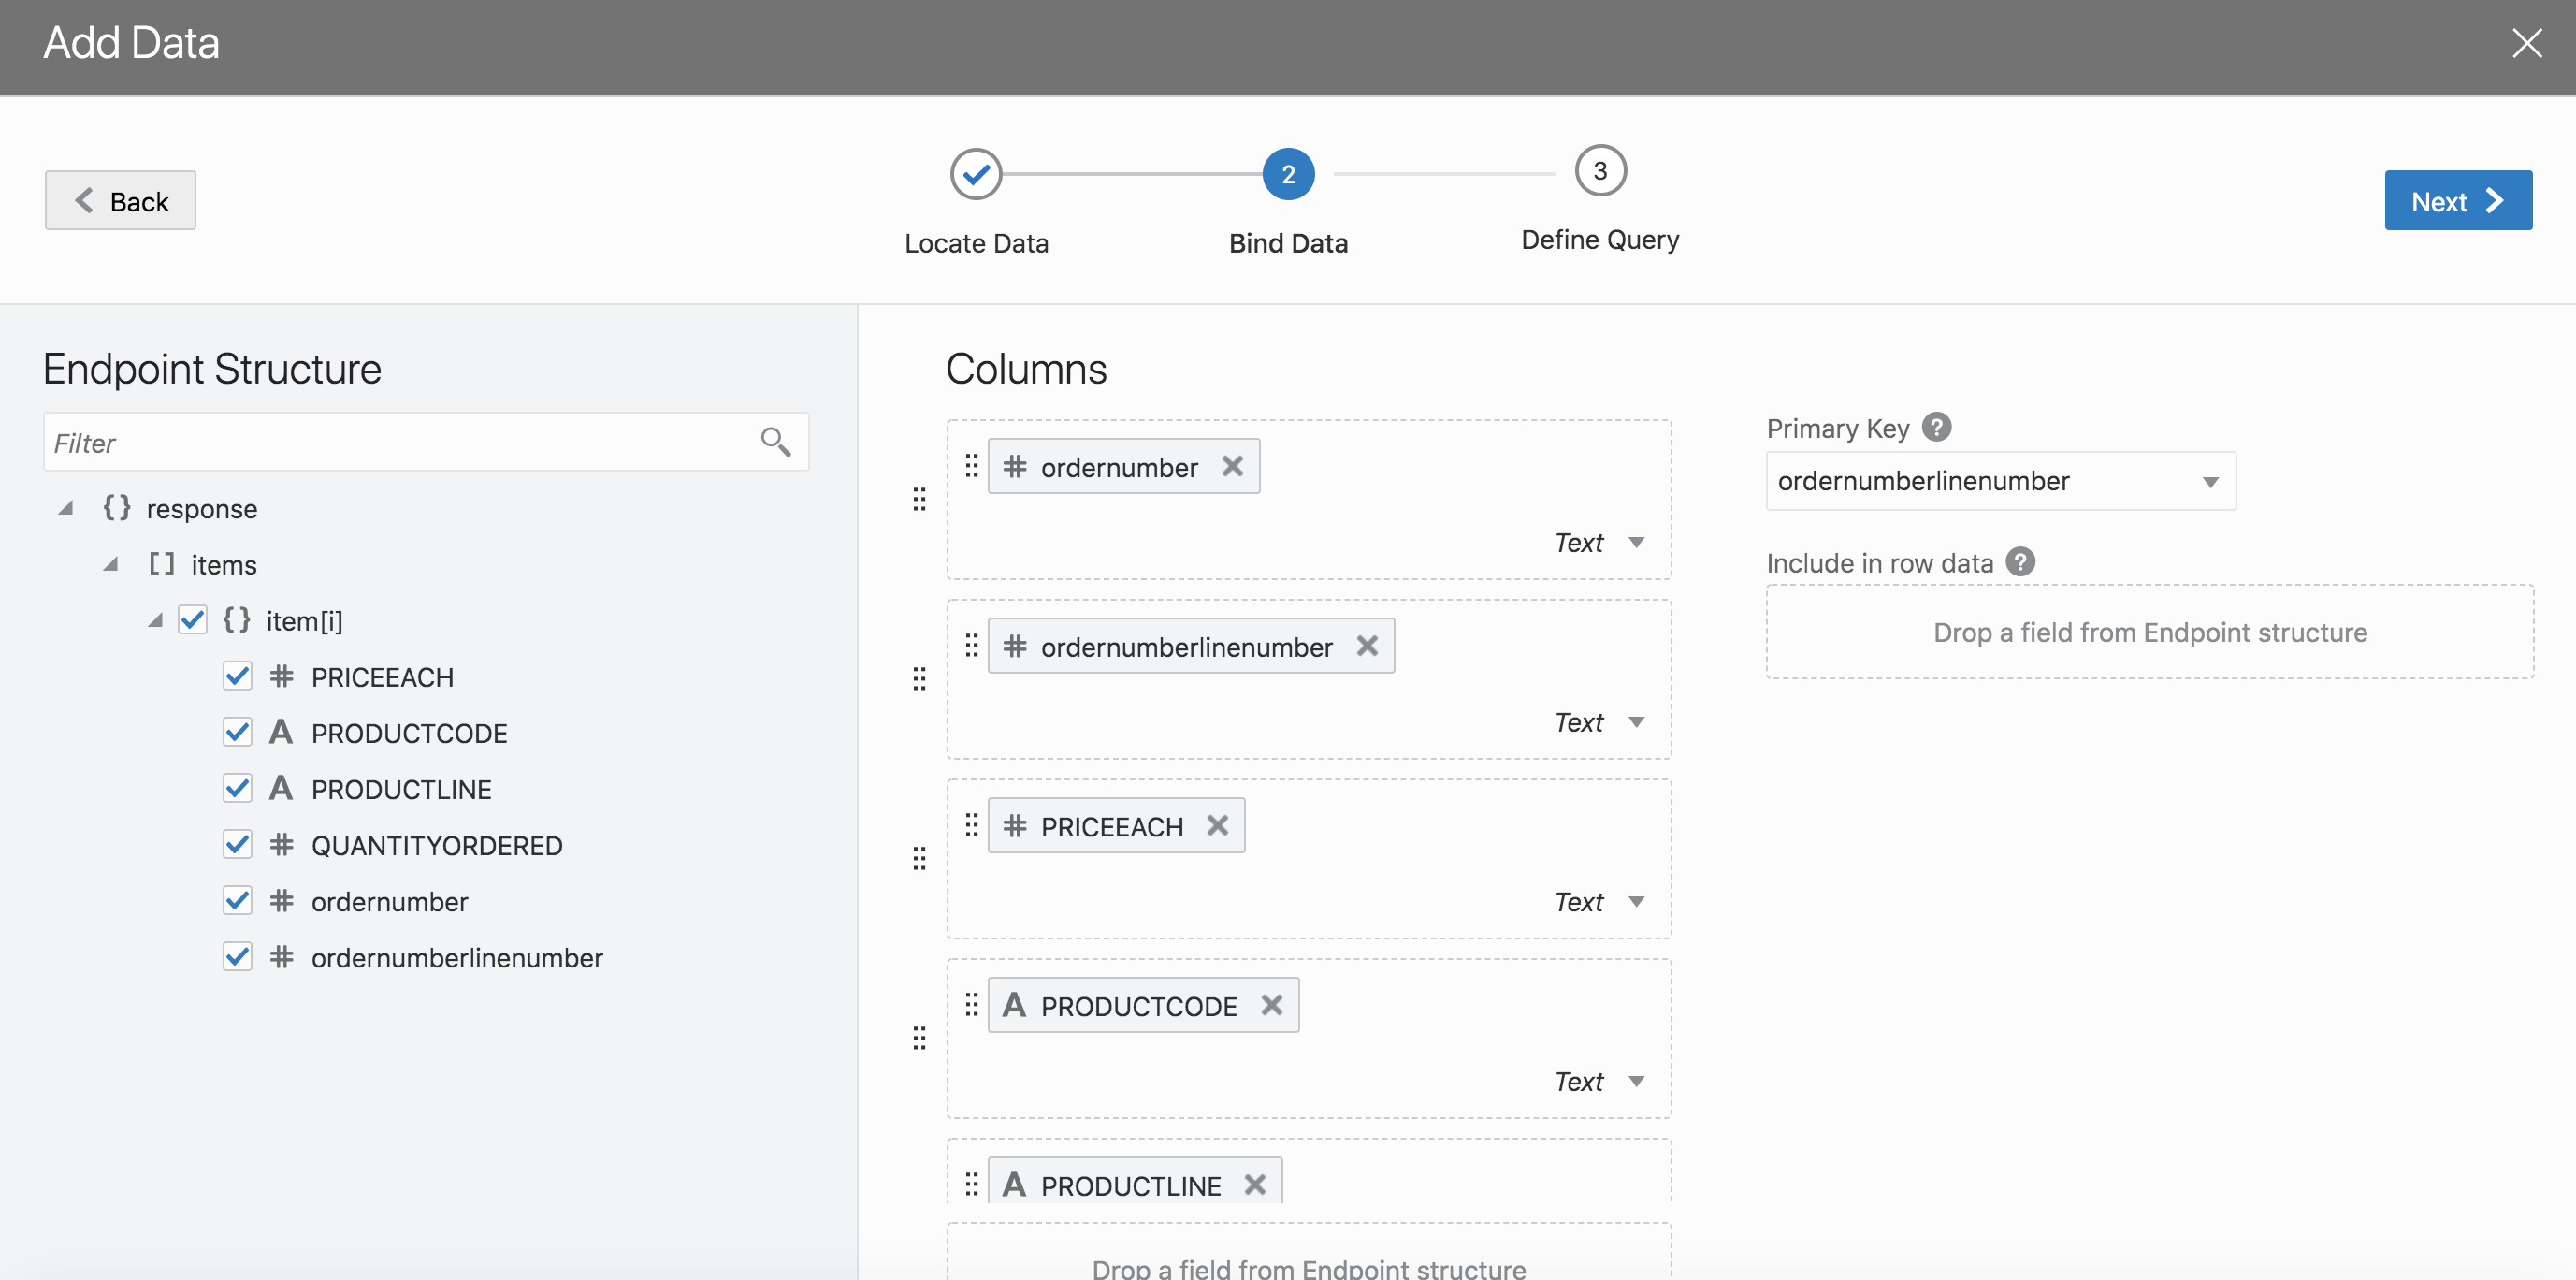 Add Data
Back
2
3
Next
Locate Data
Bind Data
Define Query
Endpoint Structure
Filter
{} response
[] items
{} item[i]
# PRICEEACH
A PRODUCTCODE
A PRODUCTLINE
# QUANTITYORDERED
# ordernumber
# ordernumberlinenumber
Columns
# ordernumber
Text
# ordernumberlinenumber
Text
# PRICEEACH
Text
A PRODUCTCODE
Text
A PRODUCTLINE
Drop a field from Endpoint structure
Primary Key ?
ordernumberlinenumber
Include in row data ?
Drop a field from Endpoint structure